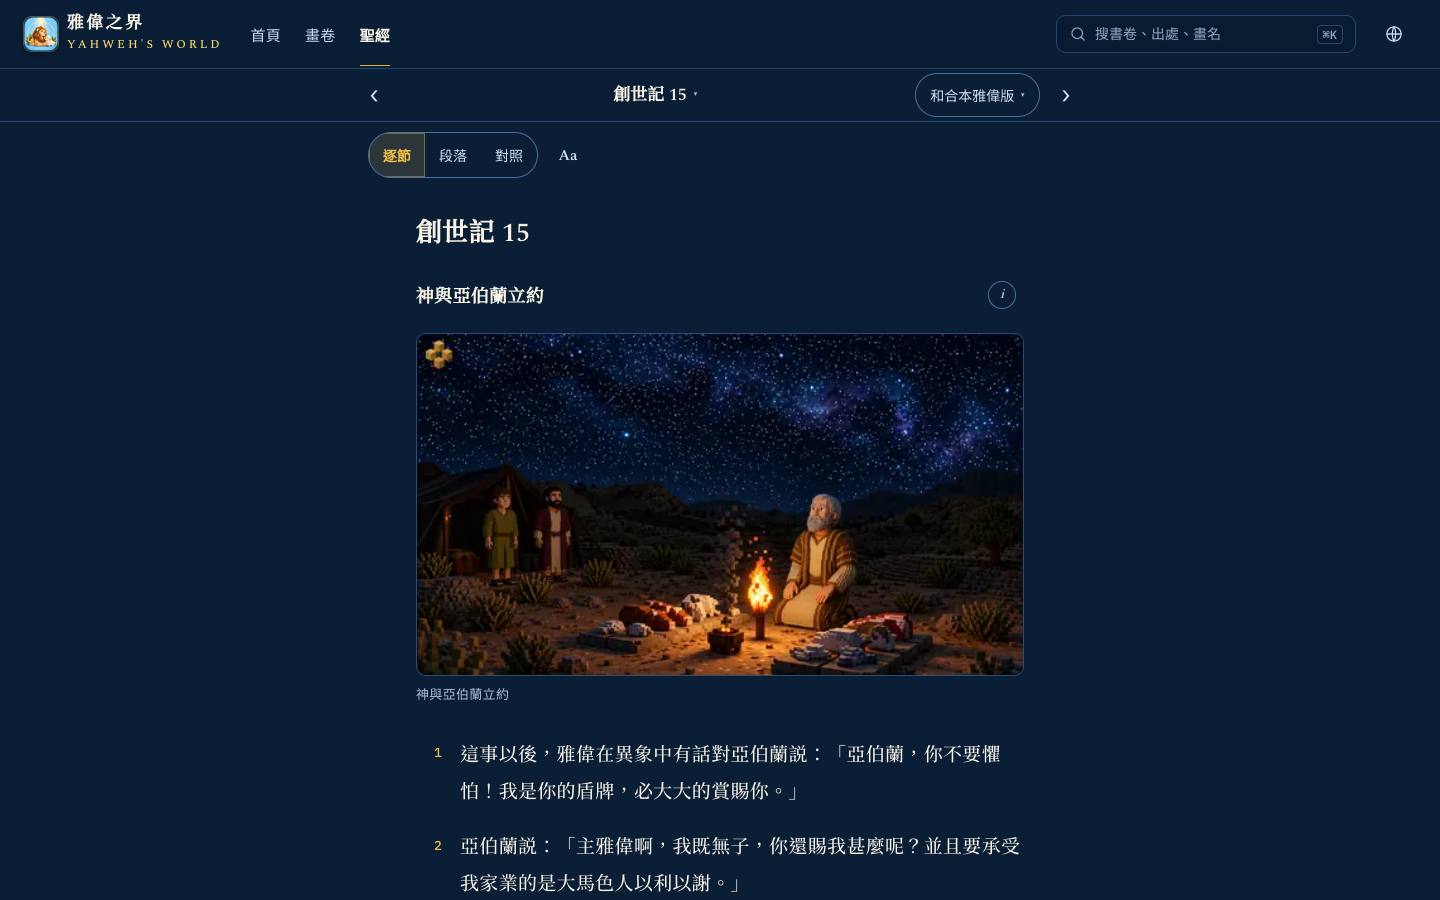 雅偉之界
YAHWEH'S WORLD
首頁 畫卷 聖經
搜書卷、出處、畫名 ⌘K
‹ 創世記 15 和合本雅偉版 ›
逐節 段落 對照 Aa
創世記 15
神與亞伯蘭立約 i
神與亞伯蘭立約
1 這事以後，雅偉在異象中有話對亞伯蘭説：「亞伯蘭，你不要懼
怕！我是你的盾牌，必大大的賞賜你。」
2 亞伯蘭説：「主雅偉啊，我既無子，你還賜我甚麼呢？並且要承受
我家業的是大馬色人以利以謝。」